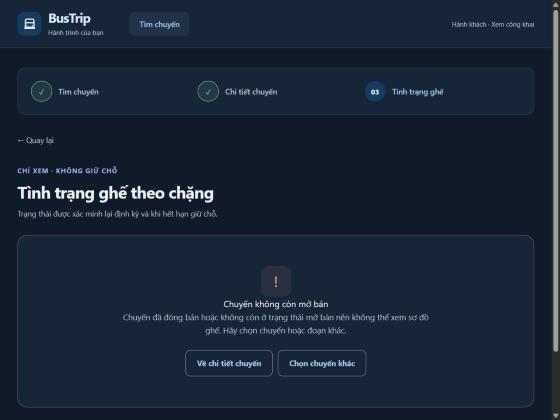 BusTrip
Hành trình của bạn
Tìm chuyến
Hành khách · Xem công khai
✓ Tìm chuyến
✓ Chi tiết chuyến
03 Tình trạng ghế
← Quay lại
CHỈ XEM · KHÔNG GIỮ CHỖ
Tình trạng ghế theo chặng
Trạng thái được xác minh lại định kỳ và khi hết hạn giữ chỗ.
!
Chuyến không còn mở bán
Chuyến đã đóng bán hoặc không còn ở trạng thái mở bán nên không thể xem sơ đồ
ghế. Hãy chọn chuyến hoặc đoạn khác.
Về chi tiết chuyến
Chọn chuyến khác